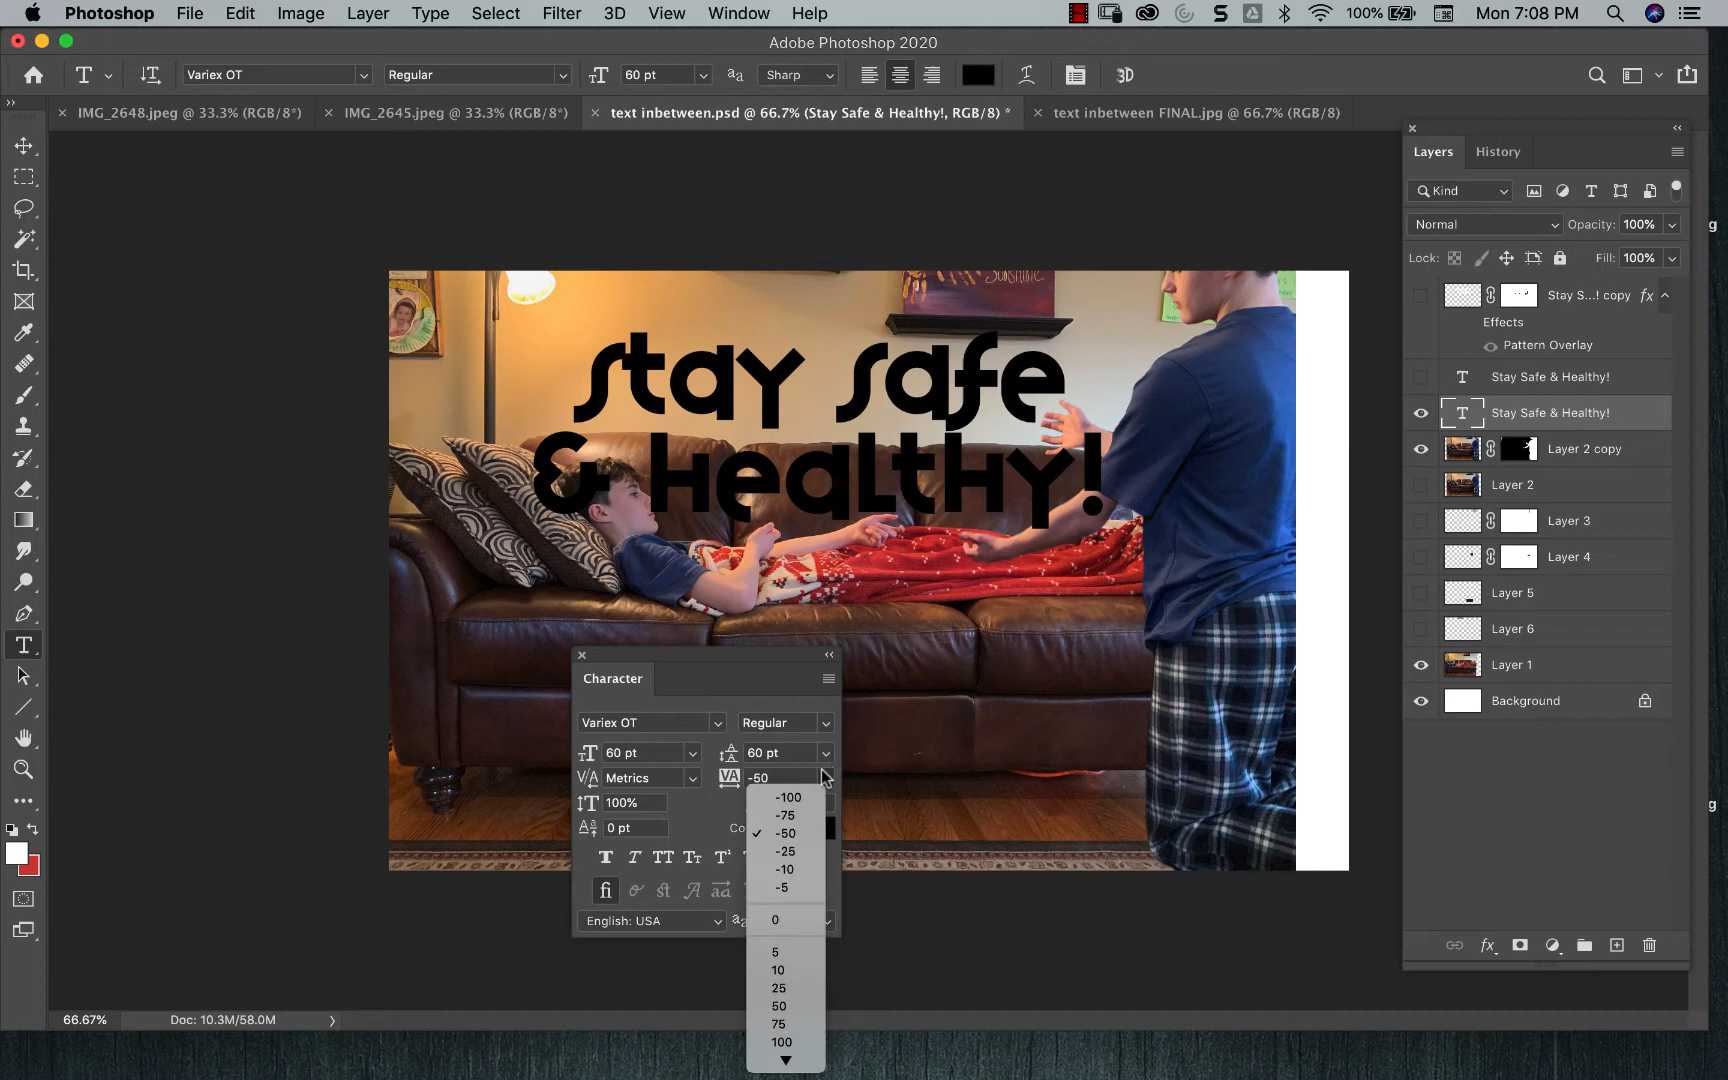 Photoshop File Edit Image Layer Type Select Filter 3D View Window Help 100% Mon 7:08 PM
Adobe Photoshop 2020
Variex OT Regular 60 pt Sharp 3D
IMG_2648.jpeg @ 33.3% (RGB/8*) IMG_2645.jpeg @ 33.3% (RGB/8*) text inbetween.psd @ 66.7% (Stay Safe & Healthy!, RGB/8) * text inbetween FINAL.jpg @ 66.7% (RGB/8)
Layers History
Kind
Normal Opacity: 100%
Lock: Fill: 100%
Stay S...! copy fx
Effects
Pattern Overlay
Stay Safe & Healthy!
Stay Safe & Healthy!
Layer 2 copy
Layer 2
Layer 3
Layer 4
Layer 5
Layer 6
Layer 1
Background
SUNSHINE
Stay Safe
& Healthy!
Character
Variex OT Regular
60 pt 60 pt
Metrics -50
100%
0 pt Co
-100
-75
-50
-25
-10
-5
0
5
10
25
50
75
100
English: USA
66.67% Doc: 10.3M/58.0M